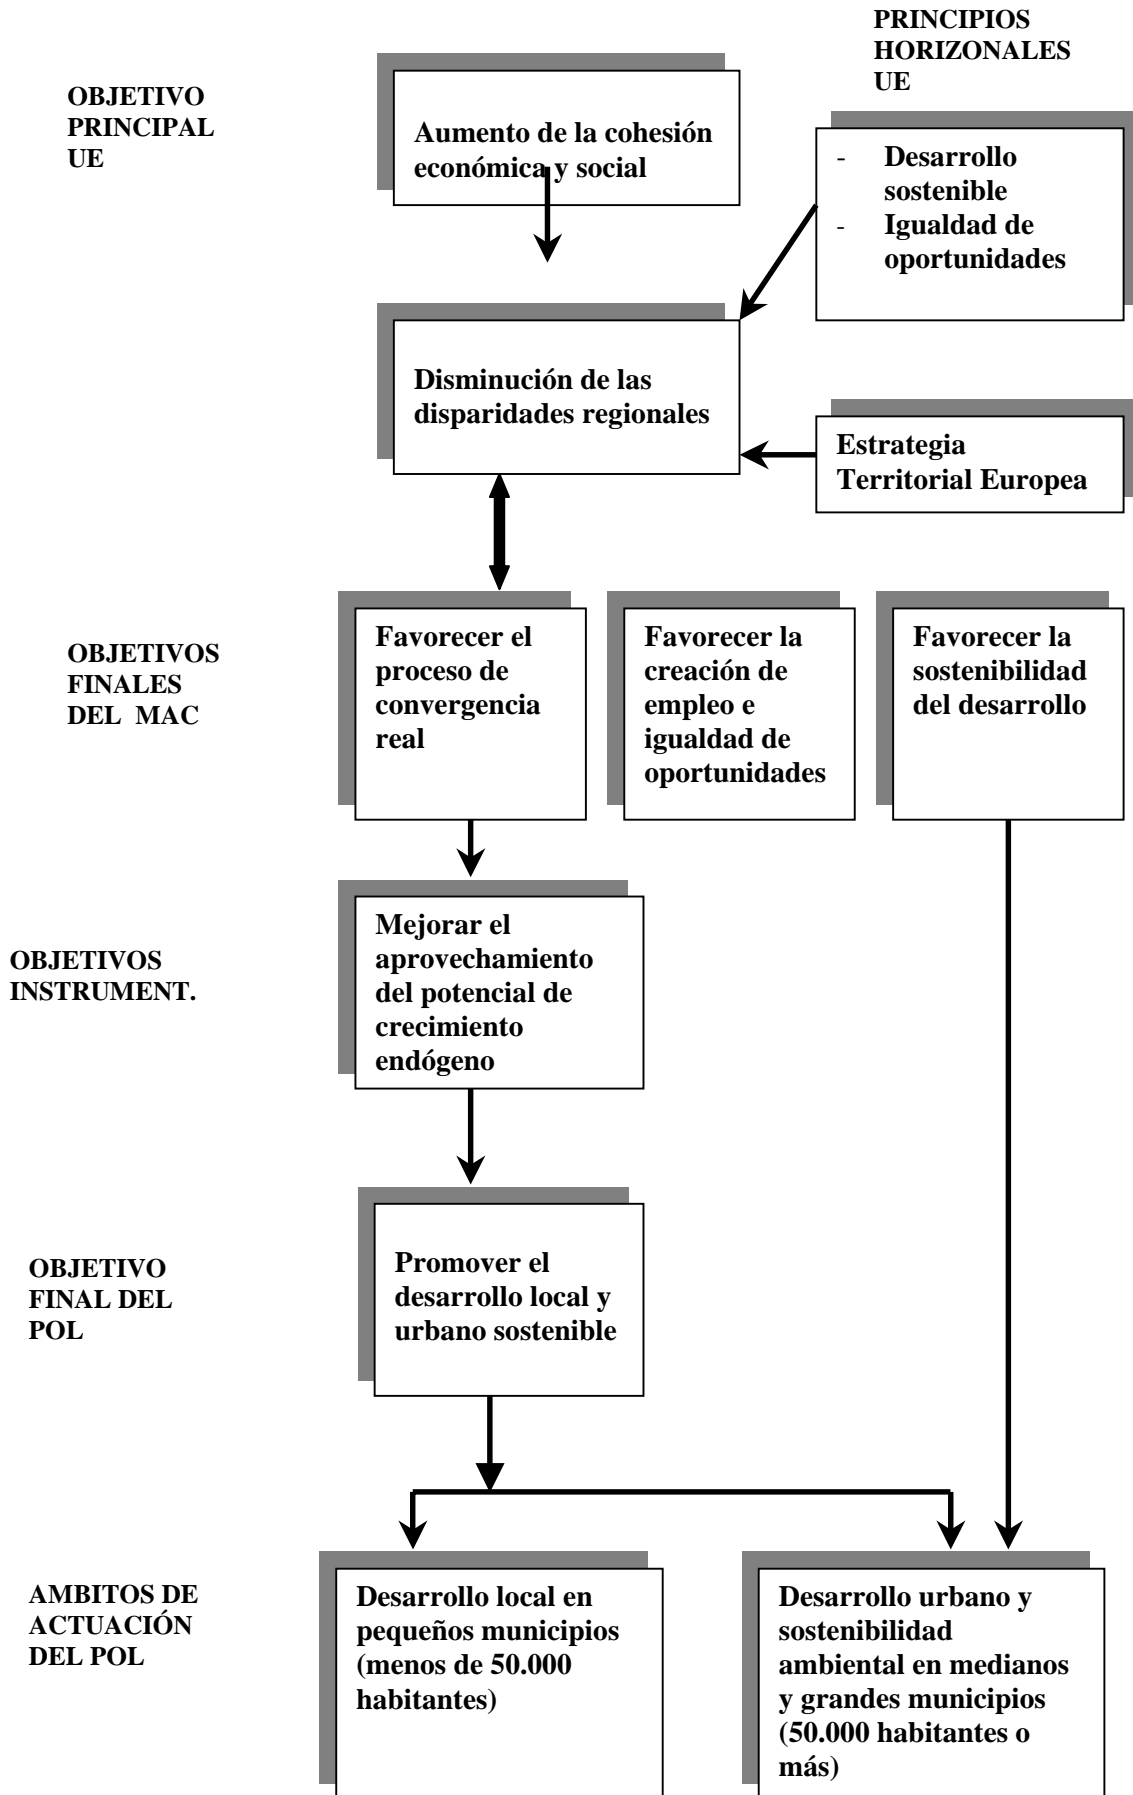 PRINCIPIOS
HORIZONALES
UE
OBJETIVO
PRINCIPAL
UE
Aumento de la cohesión
económica y social
- Desarrollo
sostenible
- Igualdad de
oportunidades
Disminución de las
disparidades regionales
Estrategia
Territorial Europea
OBJETIVOS
FINALES
DEL MAC
Favorecer el
proceso de
convergencia
real
Favorecer la
creación de
empleo e
igualdad de
oportunidades
Favorecer la
sostenibilidad
del desarrollo
OBJETIVOS
INSTRUMENT.
Mejorar el
aprovechamiento
del potencial de
crecimiento
endógeno
OBJETIVO
FINAL DEL
POL
Promover el
desarrollo local y
urbano sostenible
AMBITOS DE
ACTUACIÓN
DEL POL
Desarrollo local en
pequeños municipios
(menos de 50.000
habitantes)
Desarrollo urbano y
sostenibilidad
ambiental en medianos
y grandes municipios
(50.000 habitantes o
más)